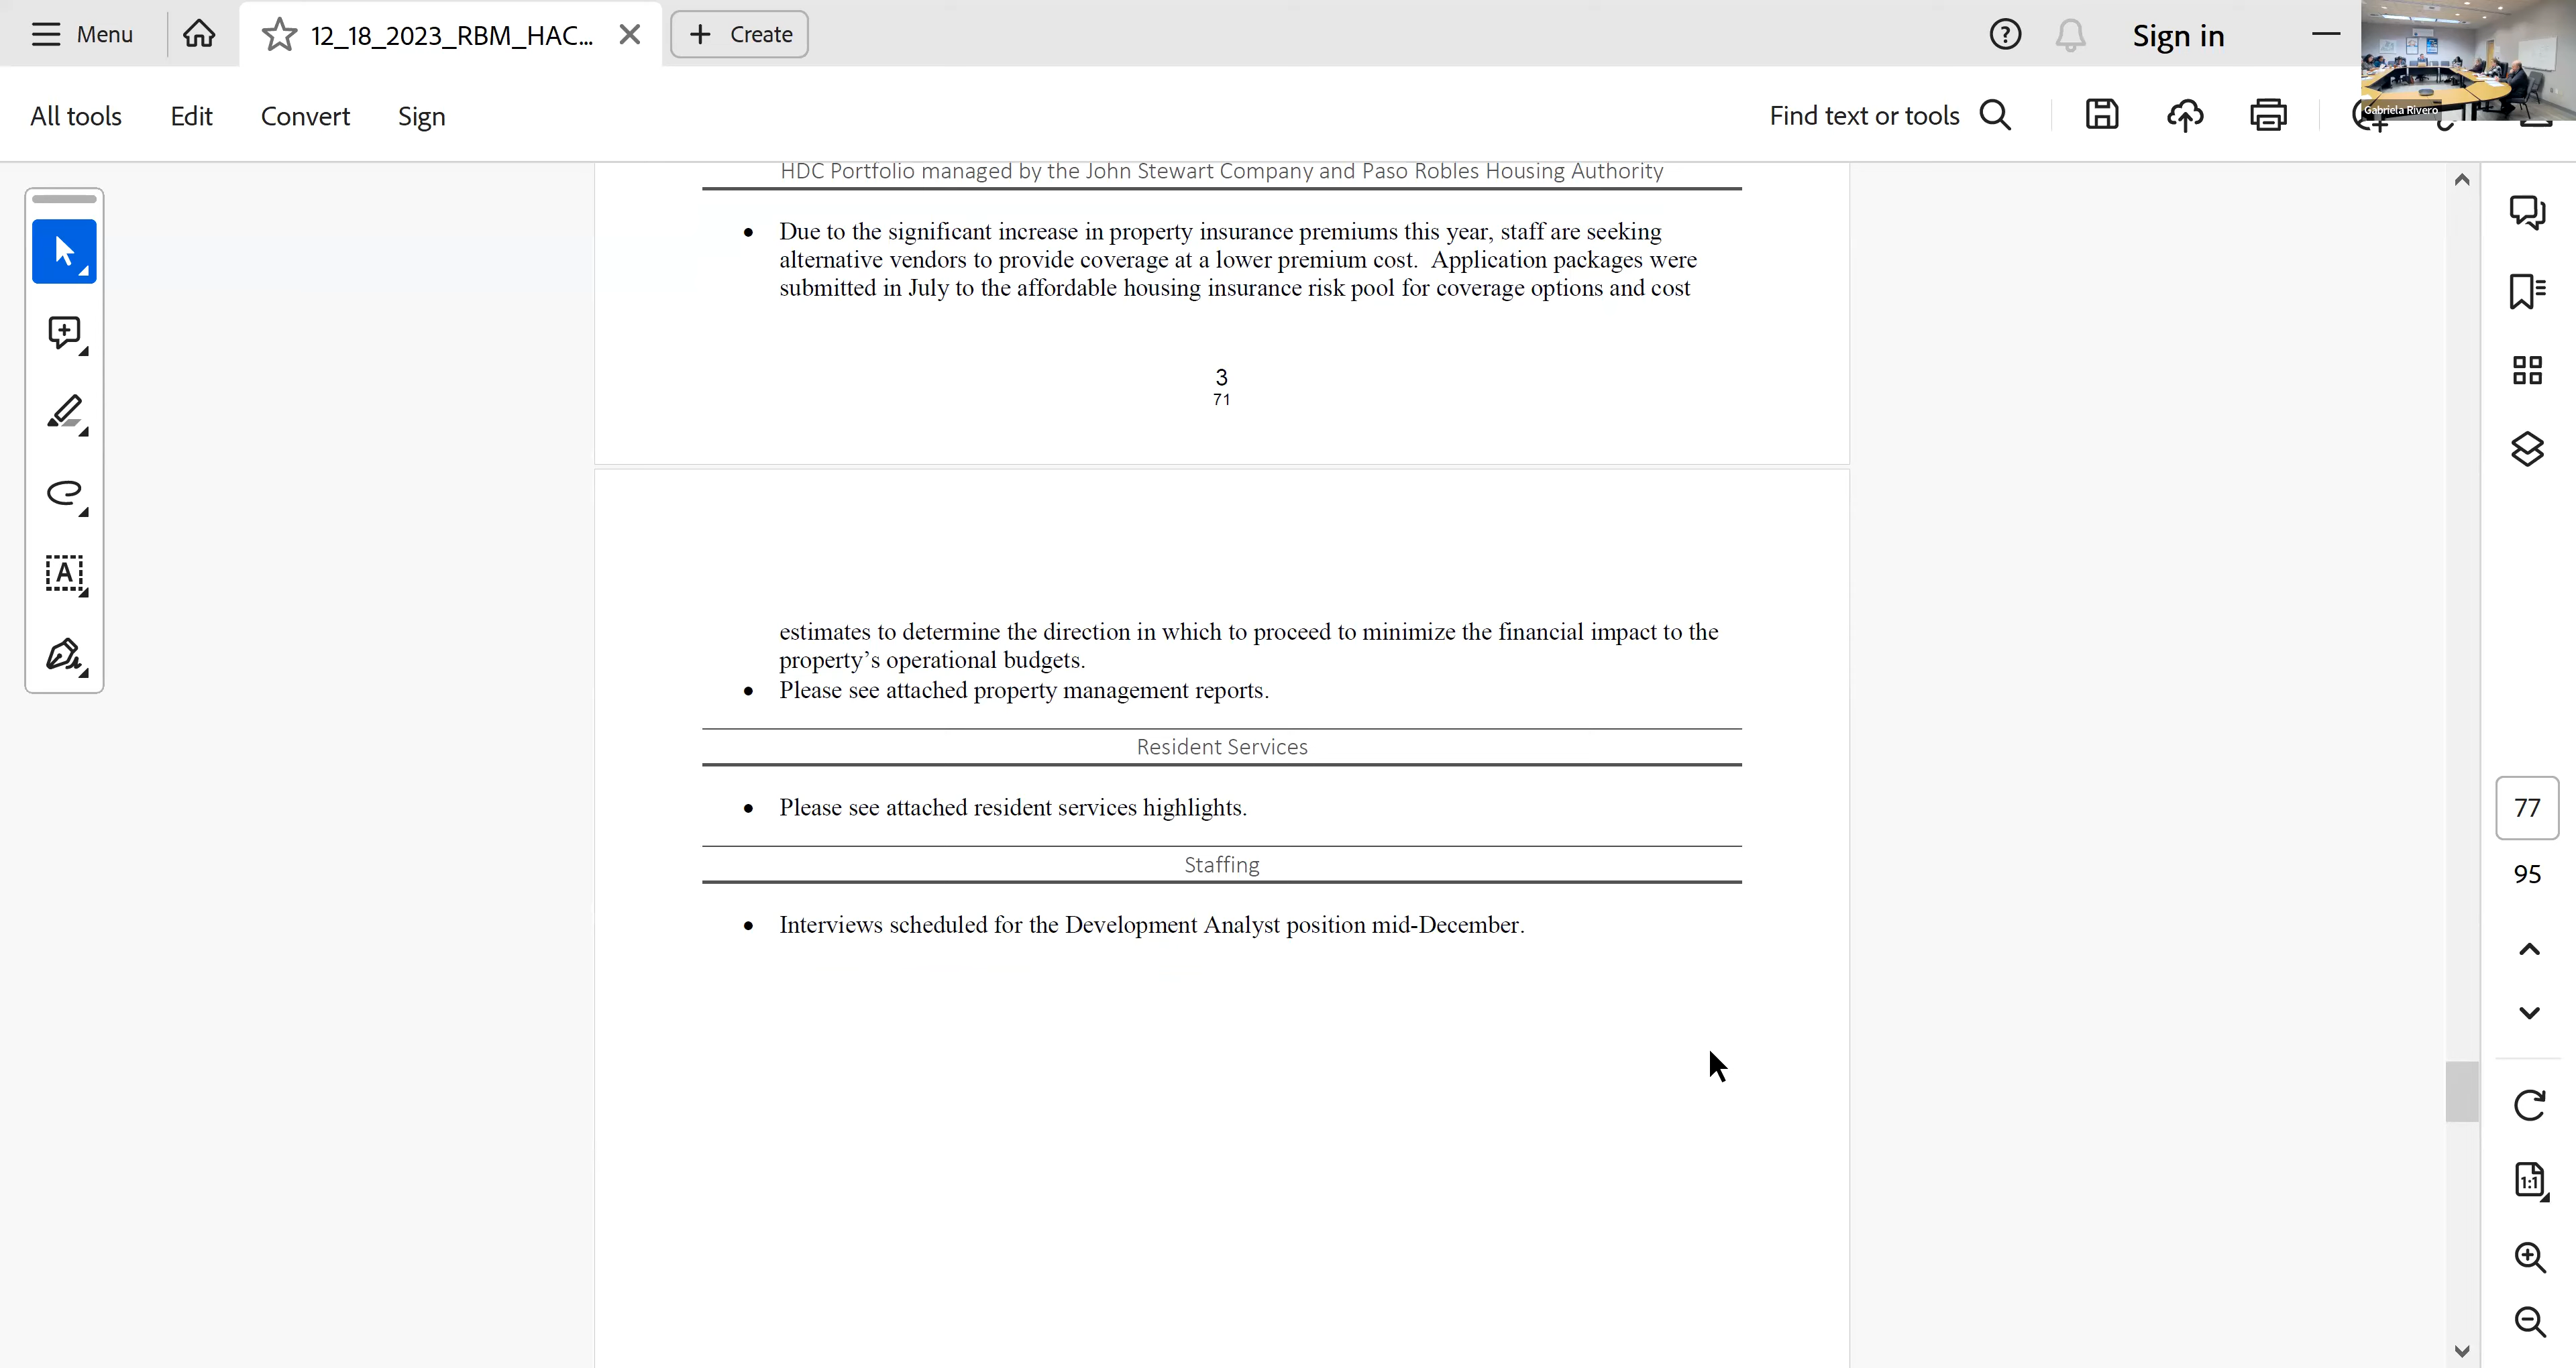 Menu
12_18_2023_RBM_HAC...
Create
Sign in
All tools
Edit
Convert
Sign
Find text or tools
Gabriela Rivero
HDC Portfolio managed by the John Stewart Company and Paso Robles Housing Authority
• Due to the significant increase in property insurance premiums this year, staff are seeking
alternative vendors to provide coverage at a lower premium cost. Application packages were
submitted in July to the affordable housing insurance risk pool for coverage options and cost
3
71
estimates to determine the direction in which to proceed to minimize the financial impact to the
property’s operational budgets.
• Please see attached property management reports.
Resident Services
• Please see attached resident services highlights.
Staffing
• Interviews scheduled for the Development Analyst position mid-December.
77
95
1:1